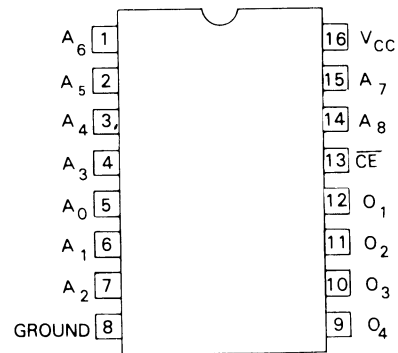 A6 1 16 VCC
A5 2 15 A7
A4 3 14 A8
A3 4 13 CE
A0 5 12 O1
A1 6 11 O2
A2 7 10 O3
GROUND 8 9 O4